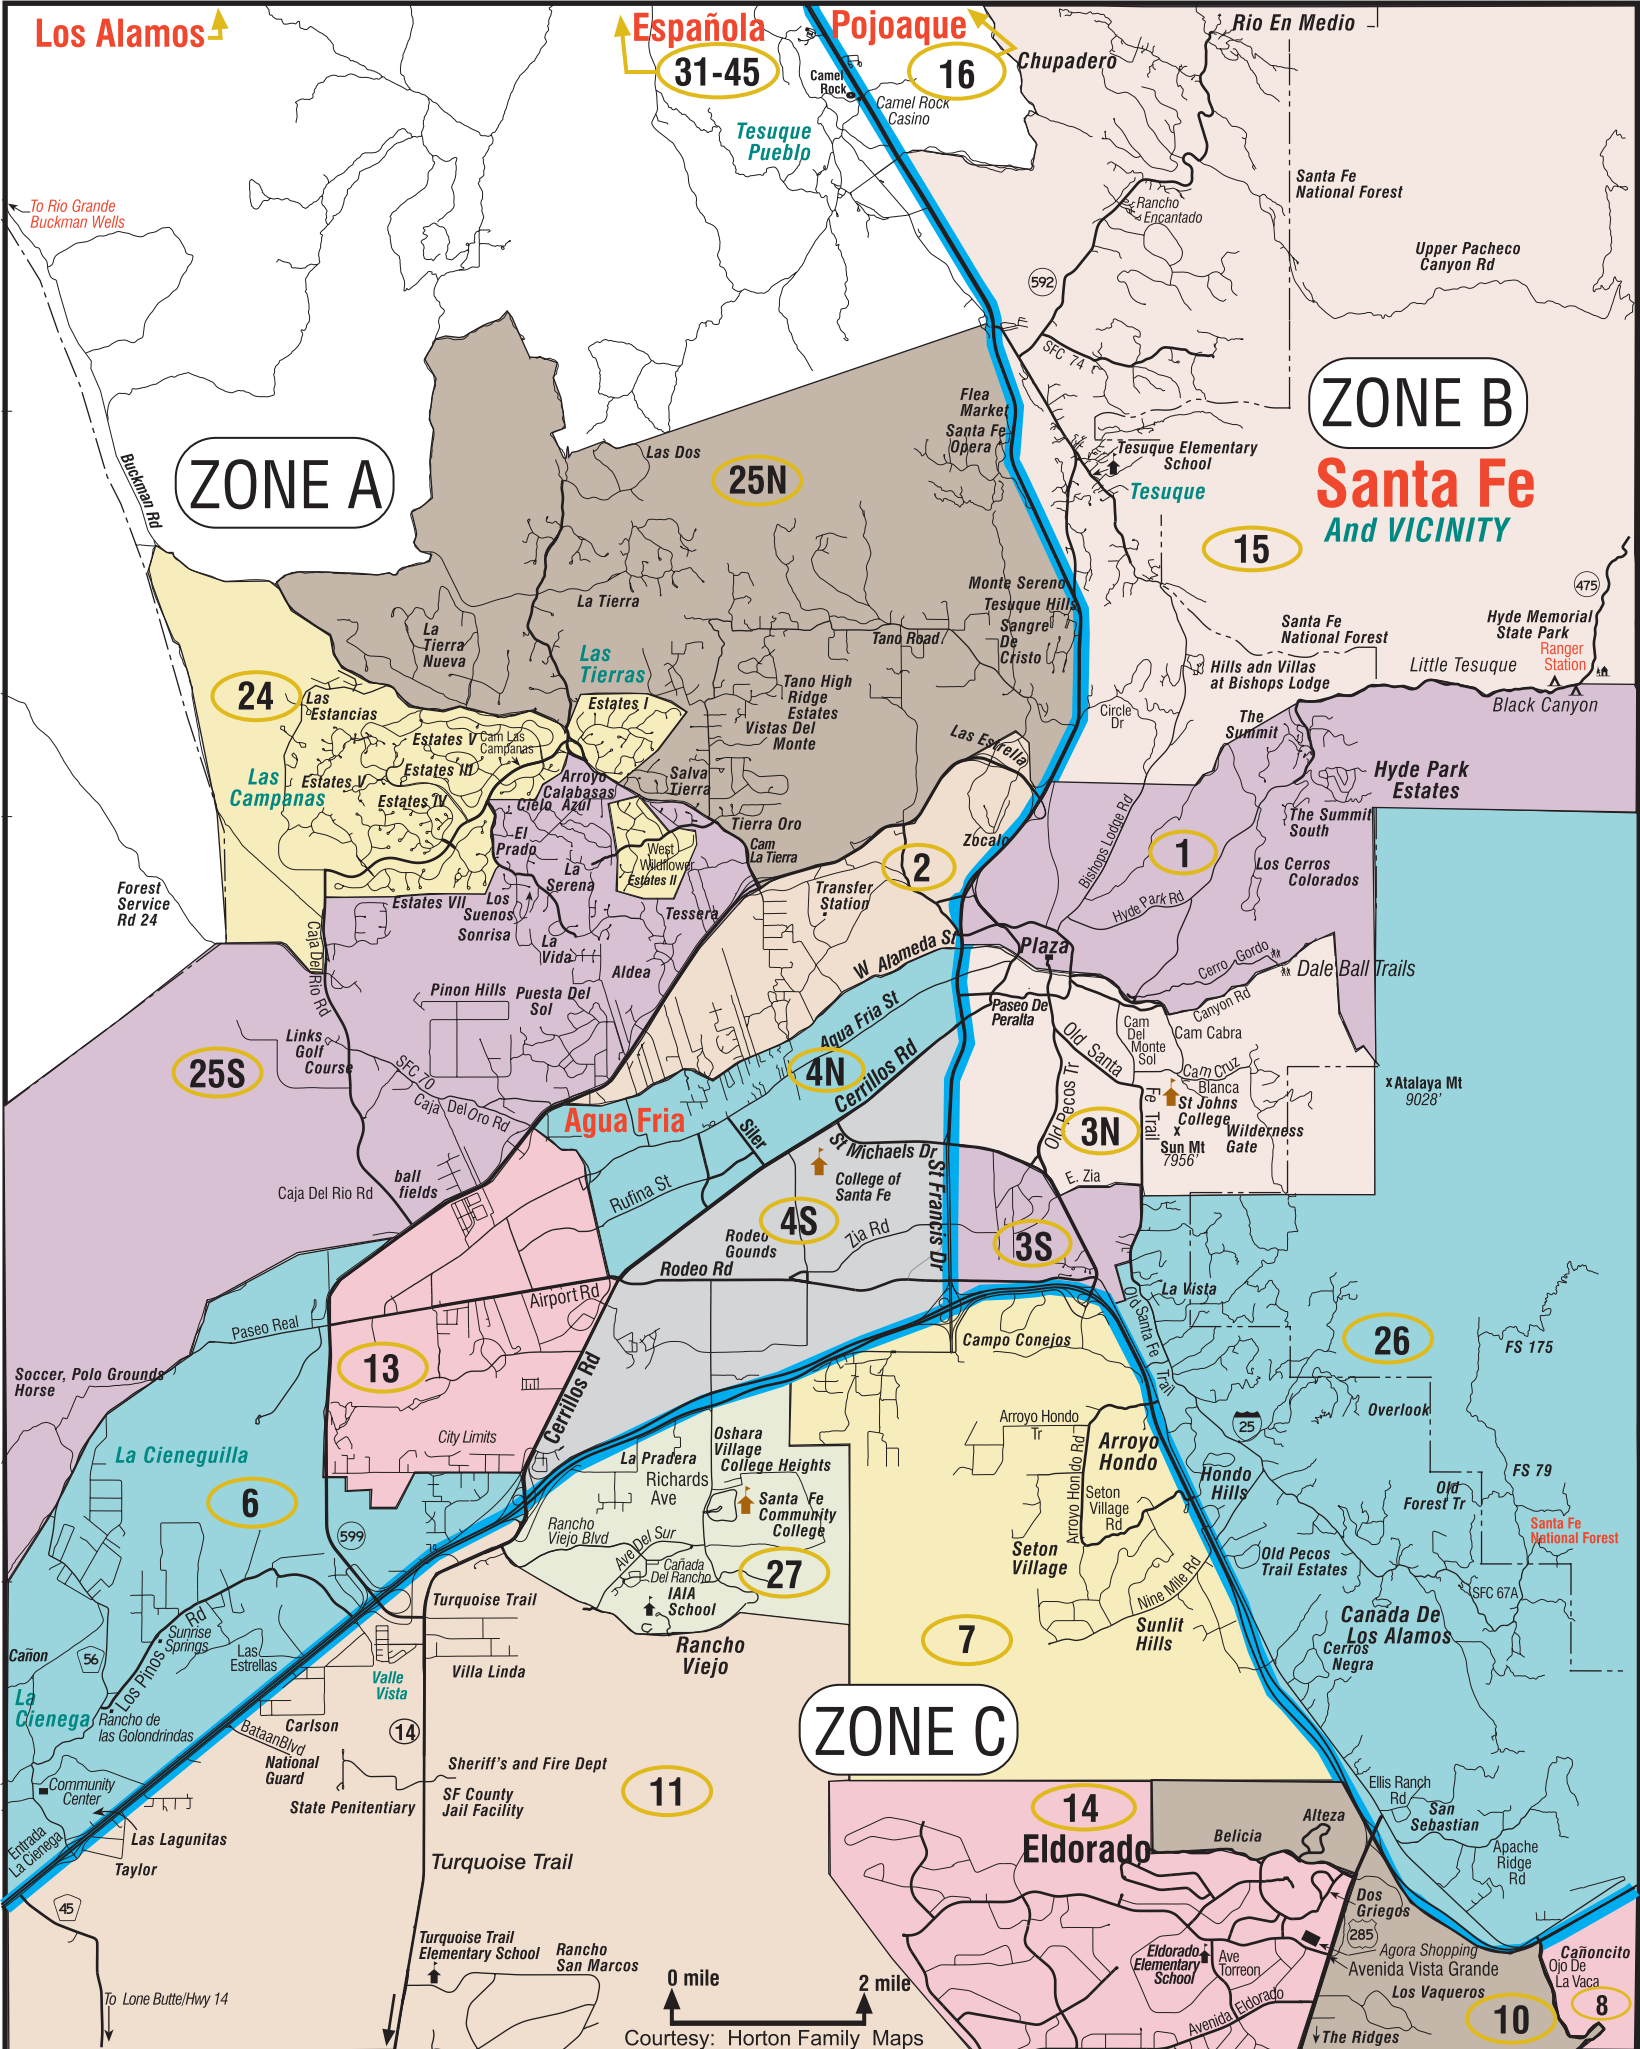 Los Alamos
Española
31-45
Pojoaque
16
Rio En Medio
Chupadero
Camel
Rock
Camel Rock
Casino
Tesuque
Pueblo
To Rio Grande
Buckman Wells
Santa Fe
National Forest
Rancho
Encantado
Upper Pacheco
Canyon Rd
592
SFC 74
ZONE A
ZONE B
Santa Fe
And VICINITY
Buckman Rd
Las Dos
25N
Flea
Market
Santa Fe
Opera
Tesuque Elementary
School
Tesuque
15
475
Monte Sereno
Tesuque Hills
Sangre
De
Cristo
La Tierra
Tano Road
La
Tierra
Nueva
Las
Tierras
Santa Fe
National Forest
Hyde Memorial
State Park
Ranger
Station
Little Tesuque
Black Canyon
Hills adn Villas
at Bishops Lodge
24
Las
Estancias
Estates I
Tano High
Ridge
Estates
Vistas Del
Monte
Circle
Dr
The
Summit
Estates V
Cam Las
Campanas
Las Estrella
Las
Campanas
Estates V
Estates III
Estates IV
Arroyo
Calabasas
Cielo Azul
Salva
Tierra
Hyde Park
Estates
The Summit
South
El
Prado
Tierra Oro
Cam
La Tierra
Zocalo
Bishops Lodge Rd
1
2
Los Cerros
Colorados
West
Wildflower
Estates II
La
Serena
Transfer
Station
Hyde Park Rd
Forest
Service
Rd 24
Estates VII
Los
Suenos
Sonrisa
Tessera
Caja Del Rio Rd
La
Vida
Aldea
W Alameda St
Plaza
Cerro Gordo
Dale Ball Trails
Pinon Hills
Puesta Del
Sol
Agua Fria St
Paseo De
Peralta
Canyon Rd
Links
Golf
Course
25S
SFC 70
Caja Del Oro Rd
Agua Fria
4N
Cerrillos Rd
Siler
Old Santa
Fe Trail
Old Pecos Tr
Cam
Del
Monte
Sol
Cam Cabra
Cam Cruz
Blanca
St Johns
College
x
Sun Mt
7956'
Wilderness
Gate
x Atalaya Mt
9028'
3N
E. Zia
St Michaels Dr
College of
Santa Fe
St Francis Dr
ball
fields
Caja Del Rio Rd
Rufina St
4S
Rodeo
Gounds
Zia Rd
3S
Rodeo Rd
Airport Rd
Paseo Real
13
La Vista
Old Santa Fe Trail
26
Campo Conejos
FS 175
Soccer, Polo Grounds
Horse
Cerrillos Rd
City Limits
La Cieneguilla
6
599
La Pradera
Richards
Ave
Oshara
Village
College Heights
Santa Fe
Community
College
Arroyo Hondo
Tr
Arroyo
Hondo
Arroyo Hondo Rd
Seton
Village
Rd
Seton
Village
25
Overlook
Hondo
Hills
FS 79
Old
Forest Tr
Santa Fe
National Forest
Rancho
Viejo Blvd
Ave Del Sur
Cañada
Del Rancho
IAIA
School
27
Rancho
Viejo
Nine Mile Rd
Sunlit
Hills
7
Old Pecos
Trail Estates
SFC 67A
Canada De
Los Alamos
Cerros
Negra
Turquoise Trail
Villa Linda
Valle
Vista
14
Los Pinos Rd
Sunrise
Springs
Las
Estrellas
Cañon
56
La
Cienega
Rancho de
las Golondrindas
Carlson
BataanBlvd
National
Guard
State Penitentiary
Sheriff's and Fire Dept
SF County
Jail Facility
11
ZONE C
Community
Center
Entrada
La Cienega
Las Lagunitas
Taylor
45
Turquoise Trail
Turquoise Trail
Elementary School
Rancho
San Marcos
To Lone Butte/Hwy 14
0 mile
2 mile
Courtesy: Horton Family Maps
14
Eldorado
Belicia
Alteza
Ellis Ranch
Rd
San
Sebastian
Apache
Ridge
Rd
Dos
Griegos
285
Agora Shopping
Avenida Vista Grande
Eldorado
Elementary
School
Ave
Torreon
Avenida Eldorado
Los Vaqueros
The Ridges
10
Cañoncito
Ojo De
La Vaca
8